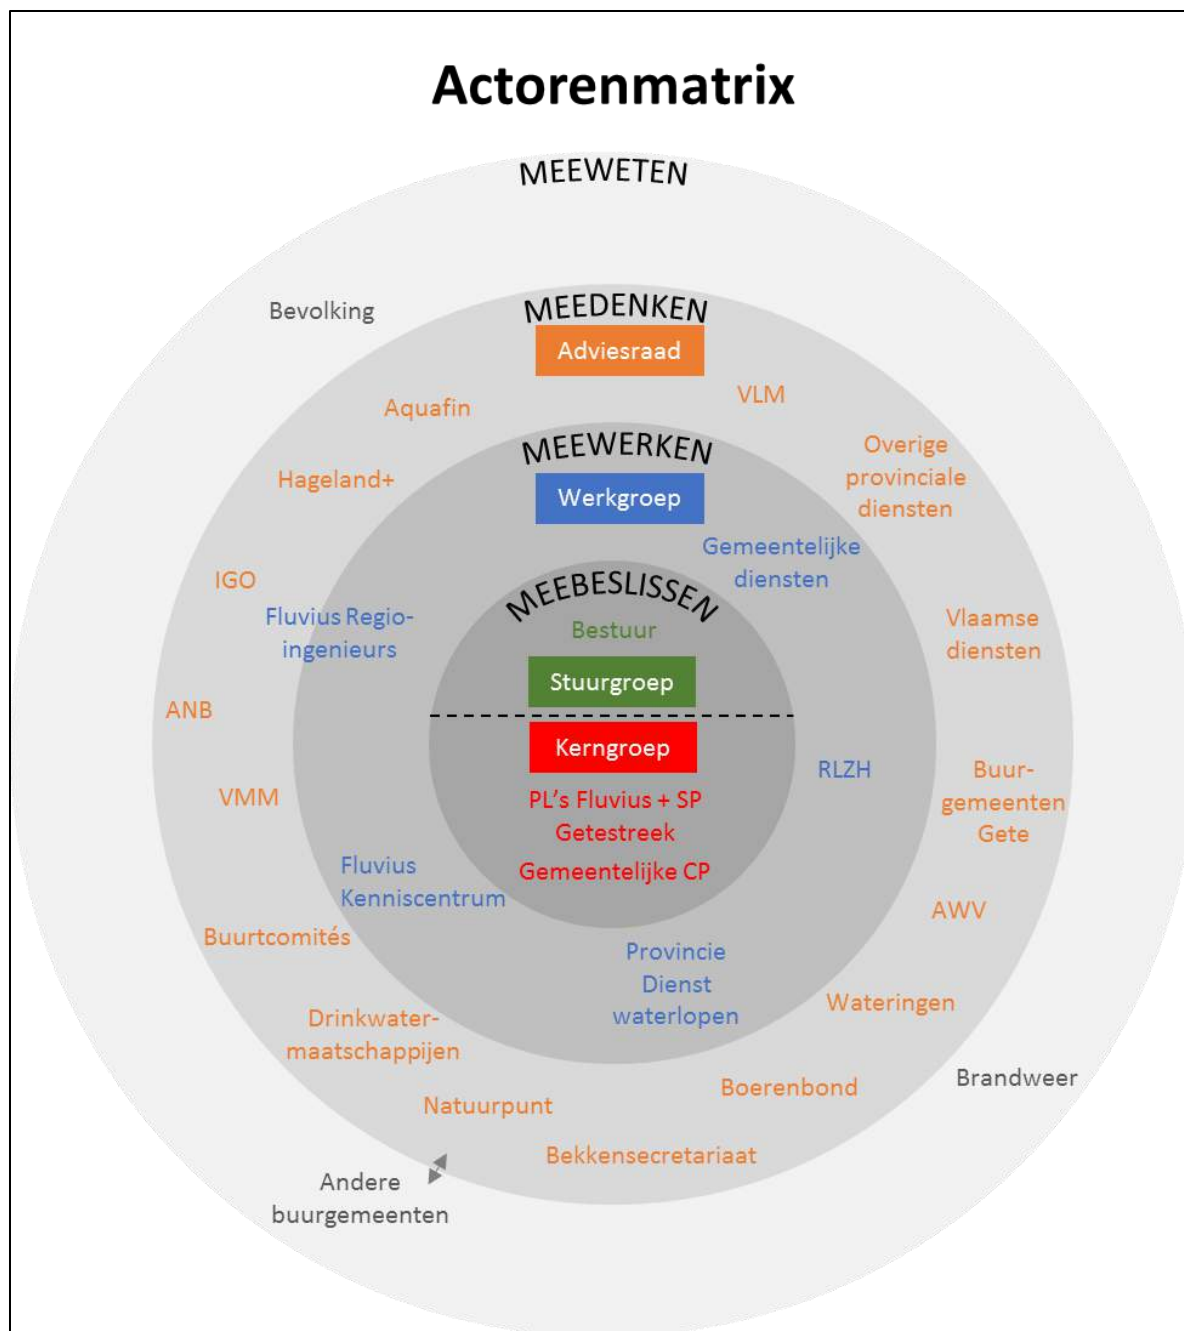 Actorenmatrix
MEEWETEN
Bevolking
MEEDENKEN
Adviesraad
Aquafin
VLM
Hageland+
Overige
provinciale
diensten
MEEWERKEN
Werkgroep
Gemeentelijke
diensten
IGO
Fluvius Regio-
ingenieurs
MEEBESLISSEN
Bestuur
Stuurgroep
Vlaamse
diensten
ANB
Kerngroep
VMM
PL's Fluvius + SP
Getestreek
Gemeentelijke CP
RLZH
Buur-
gemeenten
Gete
Fluvius
Kenniscentrum
AWV
Buurtcomités
Provincie
Dienst
waterlopen
Wateringen
Drinkwater-
maatschappijen
Natuurpunt
Boerenbond
Brandweer
Bekkensecretariaat
Andere
buurgemeenten